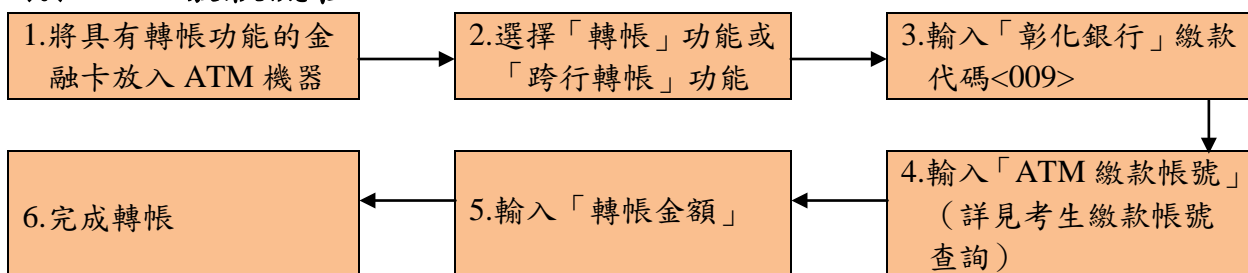 1.將具有轉帳功能的金
融卡放入 ATM 機器
2.選擇「轉帳」功能或
「跨行轉帳」功能
3.輸入「彰化銀行」繳款
代碼<009>
4.輸入「ATM 繳款帳號」
（詳見考生繳款帳號
查詢）
5.輸入「轉帳金額」
6.完成轉帳